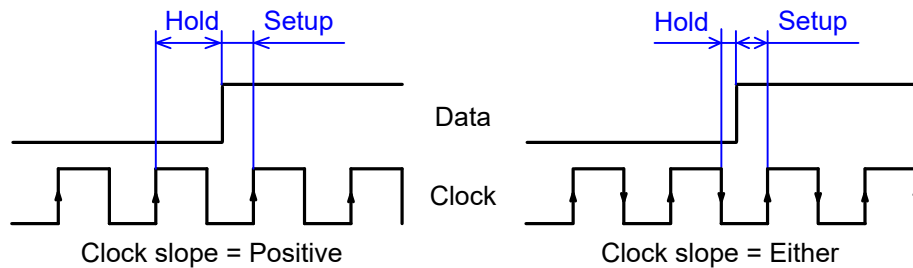 Hold Setup
Hold Setup
Data
Clock
Clock slope = Positive
Clock slope = Either